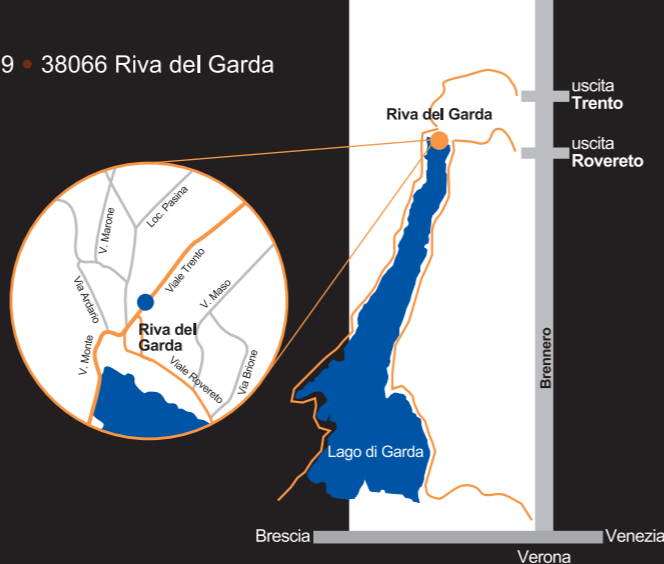 9 • 38066 Riva del Garda
uscita
Trento
Riva del Garda
uscita
Rovereto
Loc. Pasina
V. Marone
Viale Trento
V. Maso
Via Ardaro
Riva del
Garda
V. Monte
Viale Rovereto
Via Brione
Brennero
Lago di Garda
Brescia
Venezia
Verona